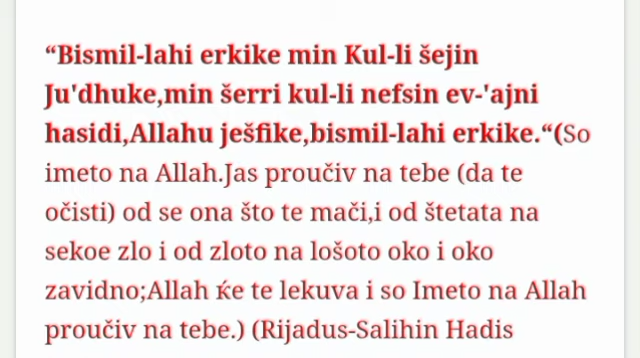 “Bismil-lahi erkike min Kul-li šejin
Ju'dhuke,min šerri kul-li nefsin ev-'ajni
hasidi,Allahu ješfike,bismil-lahi erkike.“(So
imeto na Allah.Jas proučiv na tebe (da te
očisti) od se ona što te mači,i od štetata na
sekoe zlo i od zloto na lošoto oko i oko
zavidno;Allah ḱe te lekuva i so Imeto na Allah
proučiv na tebe.) (Rijadus-Salihin Hadis